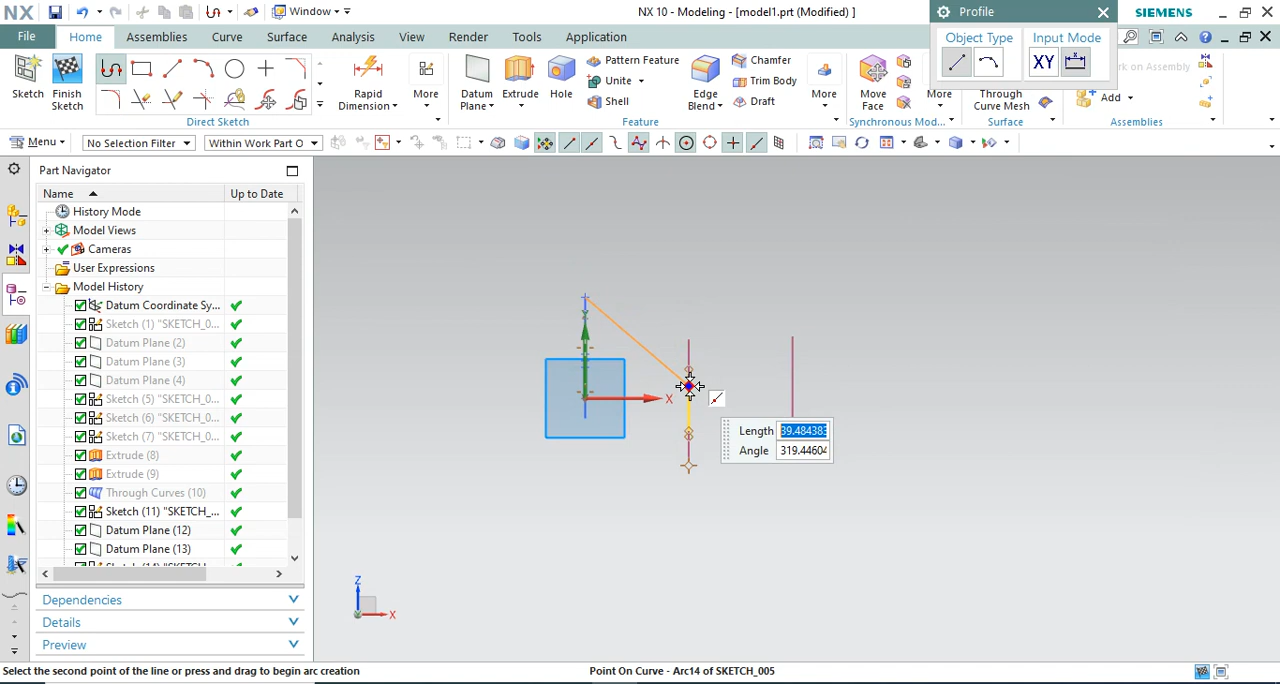 NX
Window
NX 10 - Modeling - [model1.prt (Modified) ]
Profile
SIEMENS
File
Home
Assemblies
Curve
Surface
Analysis
View
Render
Tools
Application
Object Type
Input Mode
XY
Sketch
Finish
Sketch
Rapid
Dimension
More
Datum
Plane
Extrude
Hole
Pattern Feature
Unite
Shell
Edge
Blend
Chamfer
Trim Body
Draft
More
Move
Face
More
Through
Curve Mesh
k on Assembly
Add
Direct Sketch
Feature
Synchronous Mod...
Surface
Assemblies
Menu
No Selection Filter
Within Work Part O
Part Navigator
Name
Up to Date
History Mode
Model Views
Cameras
User Expressions
Model History
Datum Coordinate Sy...
Sketch (1) "SKETCH_0...
Datum Plane (2)
Datum Plane (3)
Datum Plane (4)
Sketch (5) "SKETCH_0...
Sketch (6) "SKETCH_0...
Sketch (7) "SKETCH_0...
Extrude (8)
Extrude (9)
Through Curves (10)
Sketch (11) "SKETCH_...
Datum Plane (12)
Datum Plane (13)
Dependencies
Details
Preview
Y
X
Length 39.484383
Angle 319.44604
Z
X
Select the second point of the line or press and drag to begin arc creation
Point On Curve - Arc14 of SKETCH_005